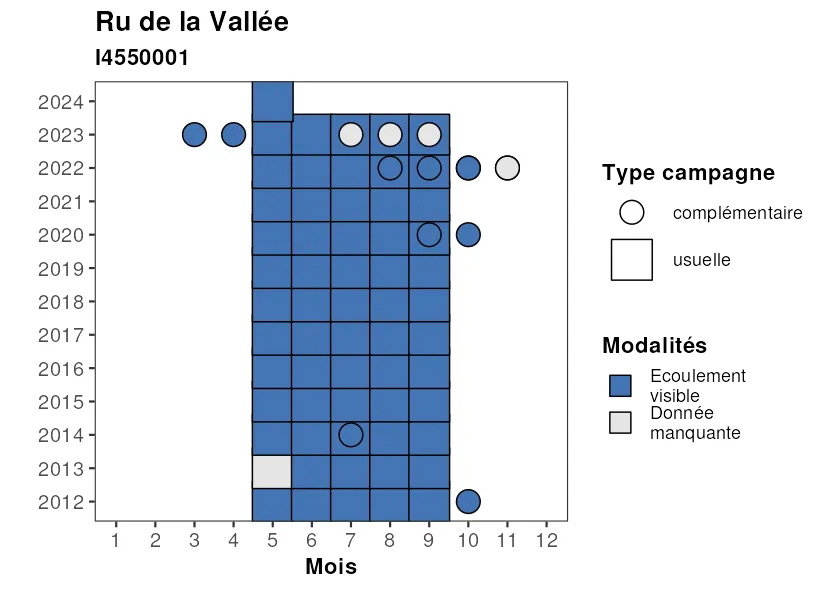 Ru de la Vallée
I4550001
2024
2023
2022
2021
2020
2019
2018
2017
2016
2015
2014
2013
2012
1 2 3 4 5 6 7 8 9 10 11 12
Mois
Type campagne
complémentaire
usuelle
Modalités
Ecoulement
visible
Donnée
manquante